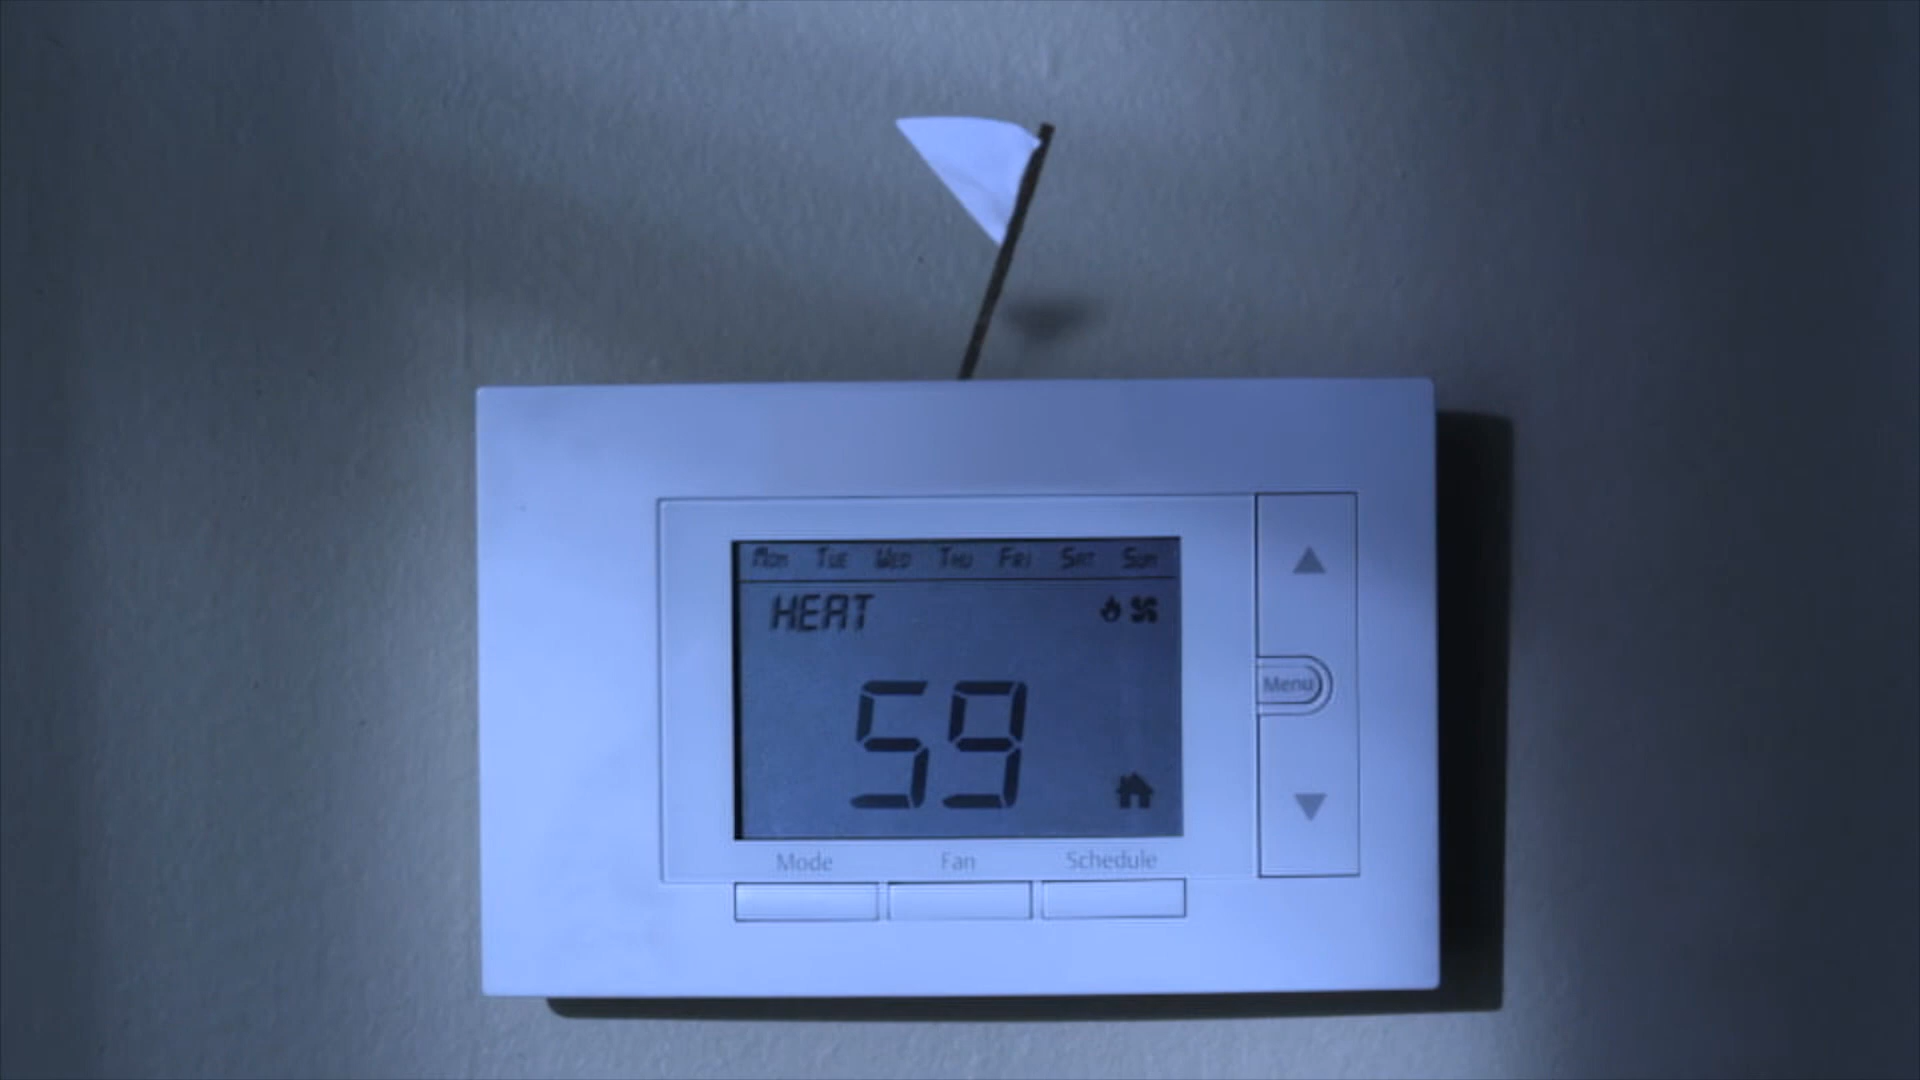 Mon Tue Wed Thu Fri Sat Sun
HEAT
59
Menu
Mode Fan Schedule